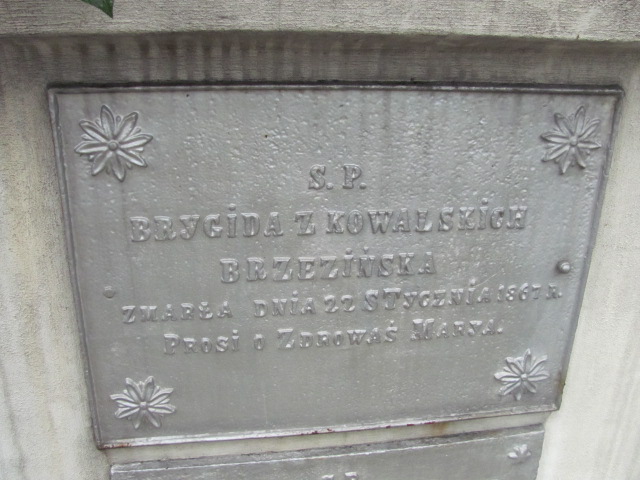 S. P.
BRYGIDA Z KOWALSKICH
BRZEZIŃSKA
ZMARŁA DNIA 22 STYCZNIA 1867 R.
PROSI O ZDROWAŚ MARYA.
S P